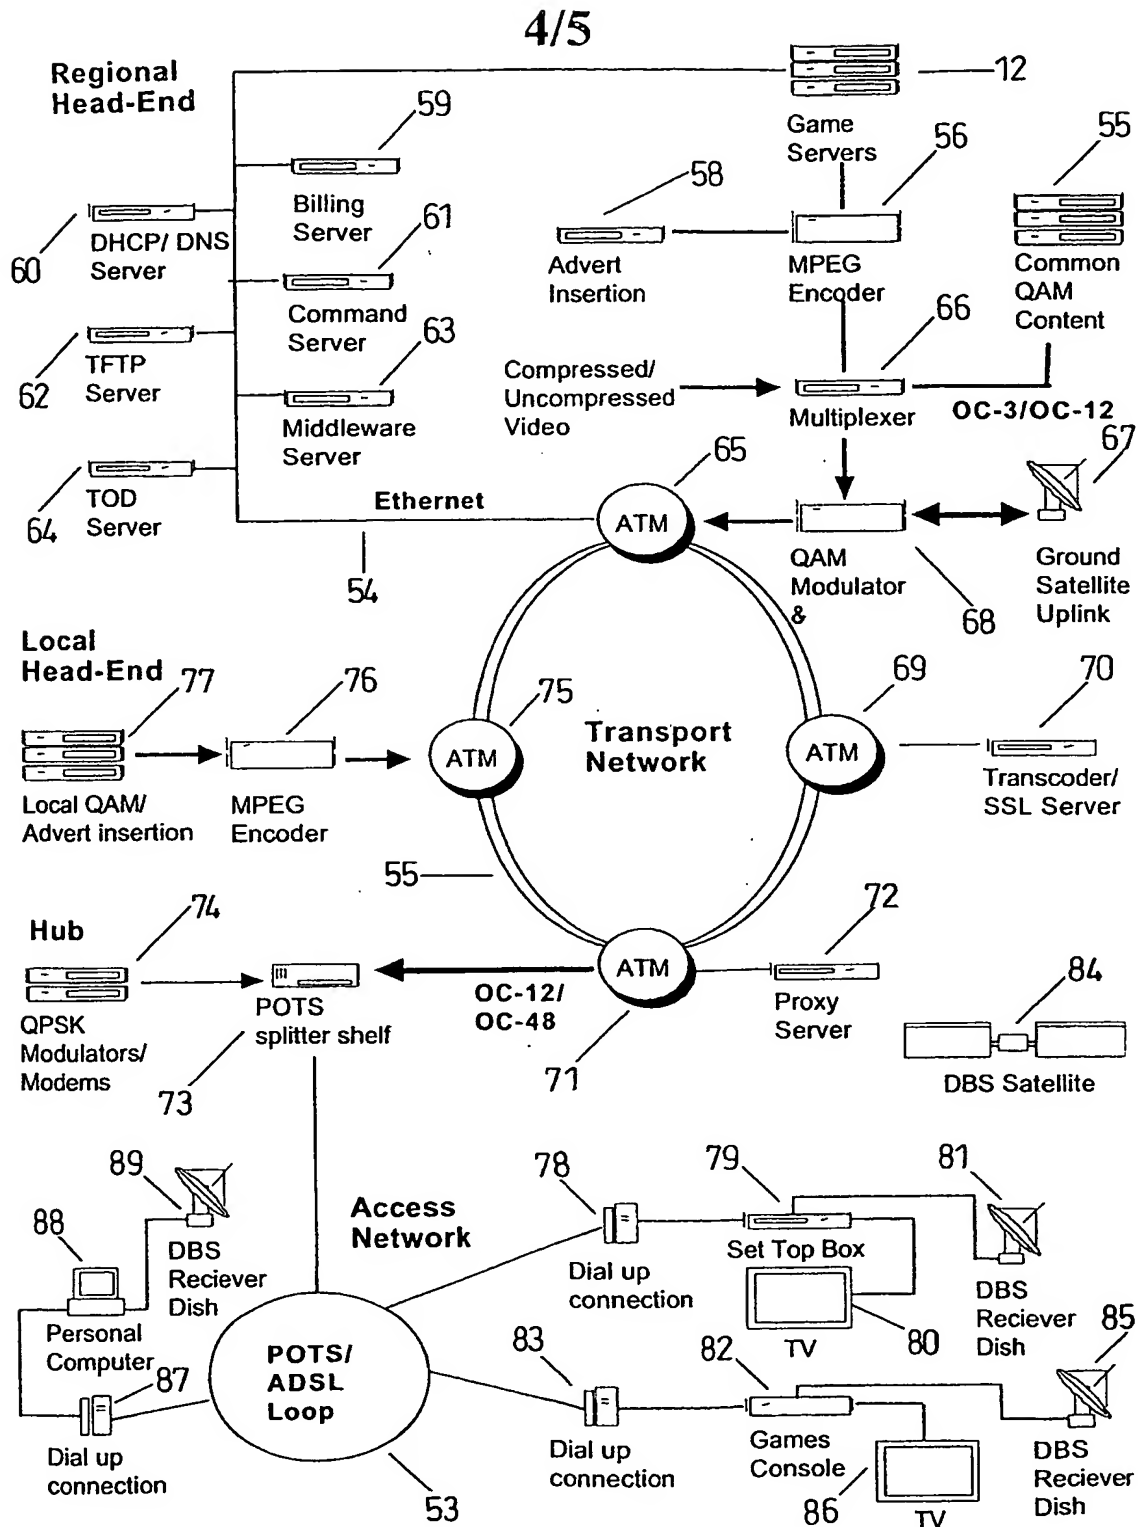 4/5
Regional
Head-End
12
Game
Servers
59
Billing
Server
60
DHCP/ DNS
Server
61
Command
Server
62
TFTP
Server
63
Middleware
Server
64
TOD
Server
58
Advert
Insertion
56
MPEG
Encoder
55
Common
QAM
Content
66
Compressed/
Uncompressed
Video
Multiplexer
OC-3/OC-12
65
67
Ethernet
54
ATM
QAM
Modulator
&
68
Ground
Satellite
Uplink
Local
Head-End
77
Local QAM/
Advert insertion
76
MPEG
Encoder
75
ATM
Transport
Network
69
ATM
70
Transcoder/
SSL Server
55
Hub
74
QPSK
Modulators/
Modems
POTS
splitter shelf
73
OC-12/
OC-48
ATM
71
72
Proxy
Server
84
DBS Satellite
89
DBS
Reciever
Dish
88
Personal
Computer
87
Dial up
connection
Access
Network
POTS/
ADSL
Loop
53
78
Dial up
connection
79
Set Top Box
TV
80
81
DBS
Reciever
Dish
83
Dial up
connection
82
Games
Console
86
TV
85
DBS
Reciever
Dish